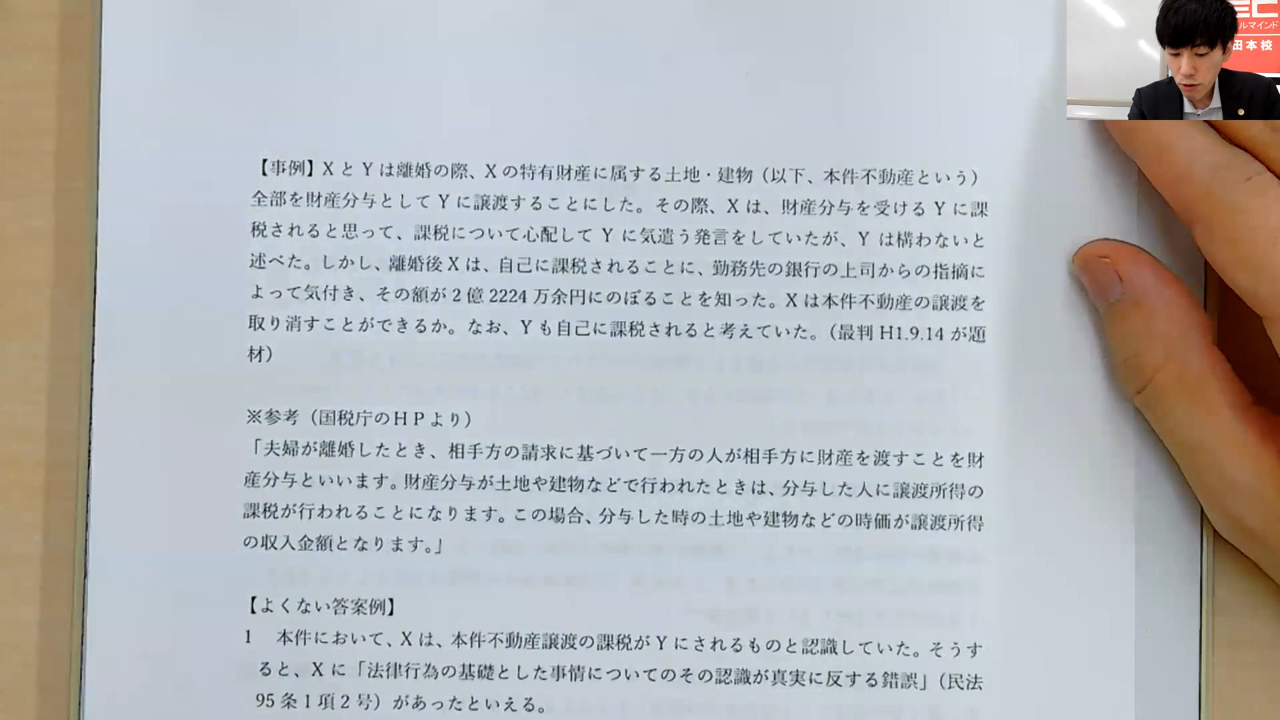 ルマインド
田本校
【事例】XとYは離婚の際、Xの特有財産に属する土地・建物（以下、本件不動産という）
全部を財産分与としてYに譲渡することにした。その際、Xは、財産分与を受けるYに課
税されると思って、課税について心配してYに気遣う発言をしていたが、Yは構わないと
述べた。しかし、離婚後Xは、自己に課税されることに、勤務先の銀行の上司からの指摘に
よって気付き、その額が2億2224万余円にのぼることを知った。Xは本件不動産の譲渡を
取り消すことができるか。なお、Yも自己に課税されると考えていた。（最判H1.9.14が題
材）
※参考（国税庁のHPより）
「夫婦が離婚したとき、相手方の請求に基づいて一方の人が相手方に財産を渡すことを財
産分与といいます。財産分与が土地や建物などで行われたときは、分与した人に譲渡所得の
課税が行われることになります。この場合、分与した時の土地や建物などの時価が譲渡所得
の収入金額となります。」
【よくない答案例】
1　本件において、Xは、本件不動産譲渡の課税がYにされるものと認識していた。そうす
ると、Xに「法律行為の基礎とした事情についてのその認識が真実に反する錯誤」（民法
95条1項2号）があったといえる。